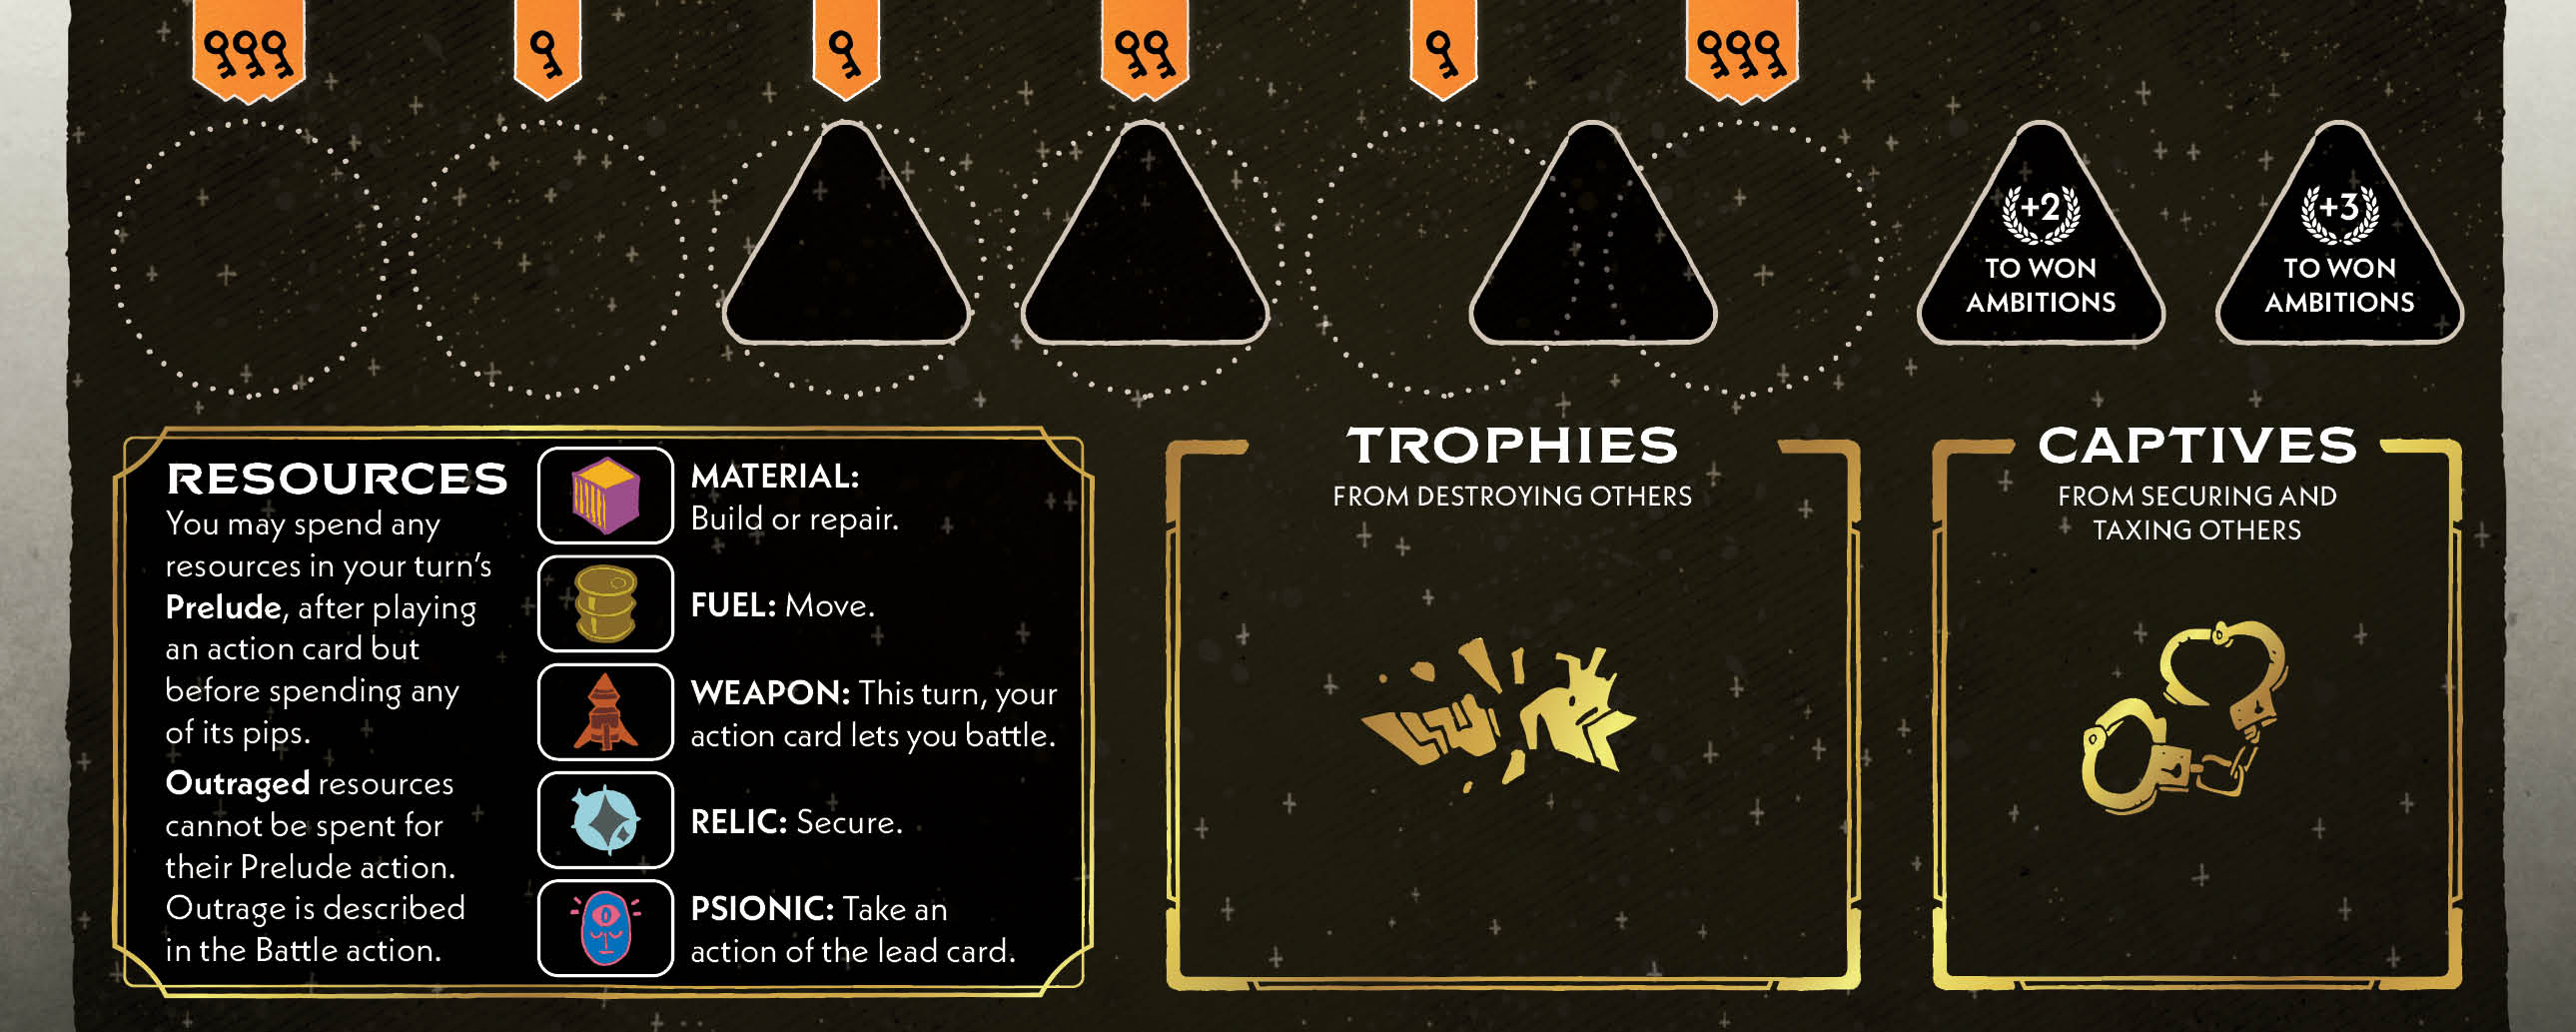 +2
TO WON
AMBITIONS
+3
TO WON
AMBITIONS
RESOURCES
You may spend any
resources in your turn’s
Prelude, after playing
an action card but
before spending any
of its pips.
Outraged resources
cannot be spent for
their Prelude action.
Outrage is described
in the Battle action.
MATERIAL:
Build or repair.
FUEL: Move.
WEAPON: This turn, your
action card lets you battle.
RELIC: Secure.
PSIONIC: Take an
action of the lead card.
TROPHIES
FROM DESTROYING OTHERS
CAPTIVES
FROM SECURING AND
TAXING OTHERS